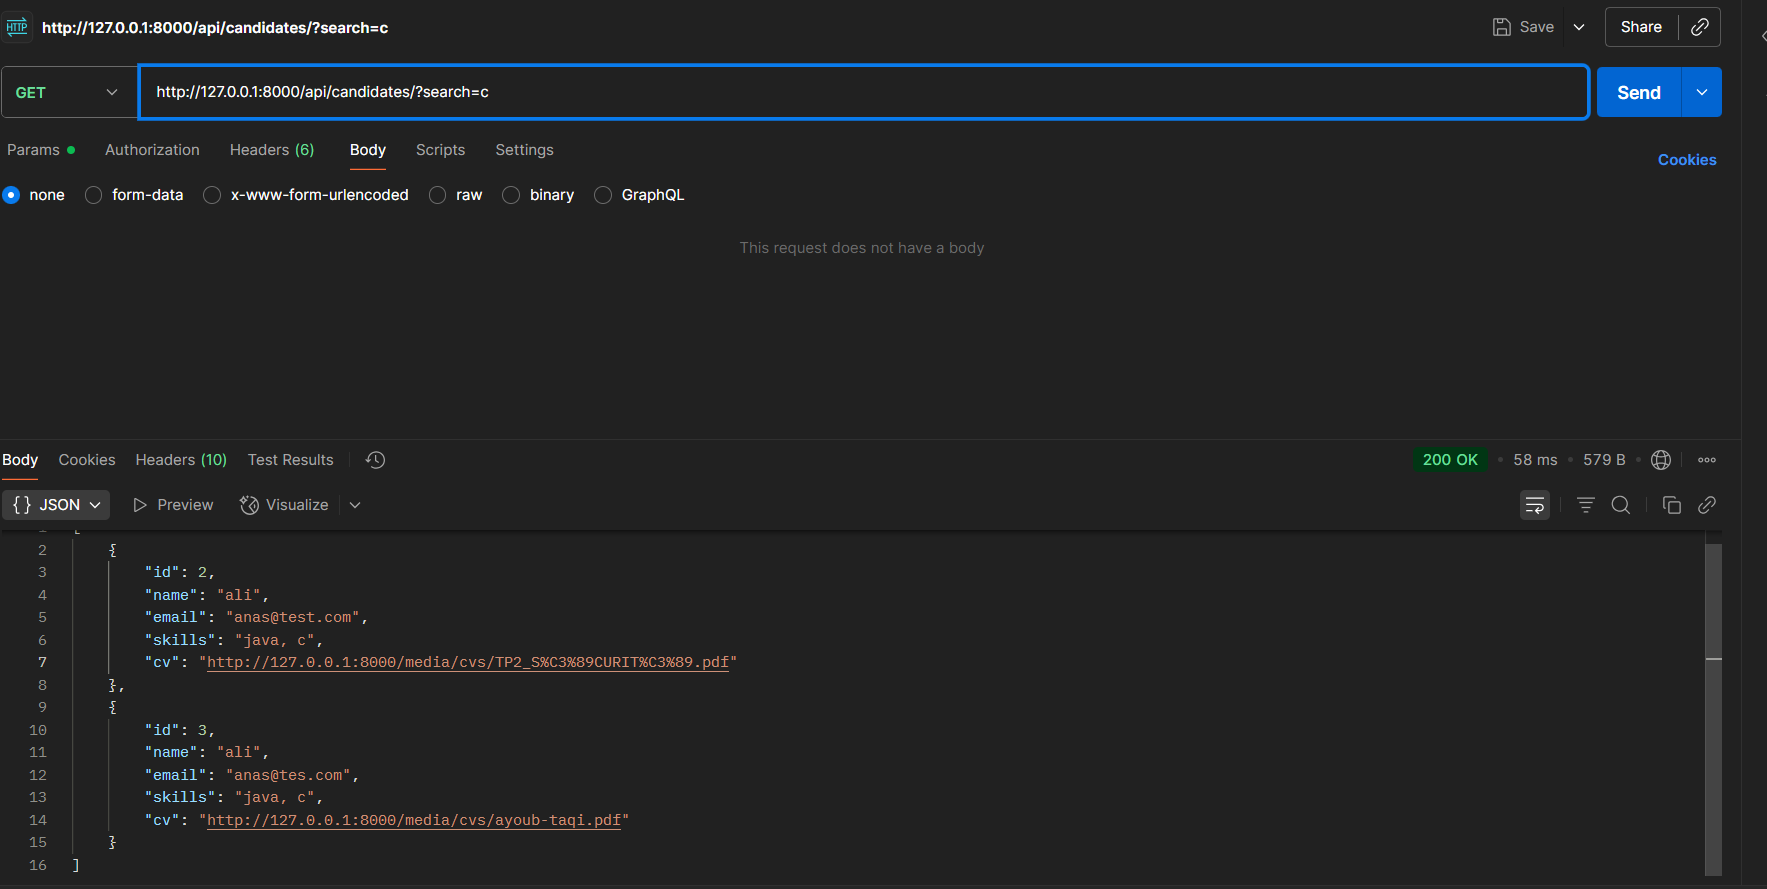 HTTP http://127.0.0.1:8000/api/candidates/?search=c Save Share
GET http://127.0.0.1:8000/api/candidates/?search=c Send
Params Authorization Headers (6) Body Scripts Settings Cookies
none form-data x-www-form-urlencoded raw binary GraphQL
This request does not have a body
Body Cookies Headers (10) Test Results 200 OK • 58 ms • 579 B •
{} JSON Preview Visualize
1 [
2 {
3 "id": 2,
4 "name": "ali",
5 "email": "anas@test.com",
6 "skills": "java, c",
7 "cv": "http://127.0.0.1:8000/media/cvs/TP2_S%C3%89CURIT%C3%89.pdf"
8 },
9 {
10 "id": 3,
11 "name": "ali",
12 "email": "anas@tes.com",
13 "skills": "java, c",
14 "cv": "http://127.0.0.1:8000/media/cvs/ayoub-taqi.pdf"
15 }
16 ]